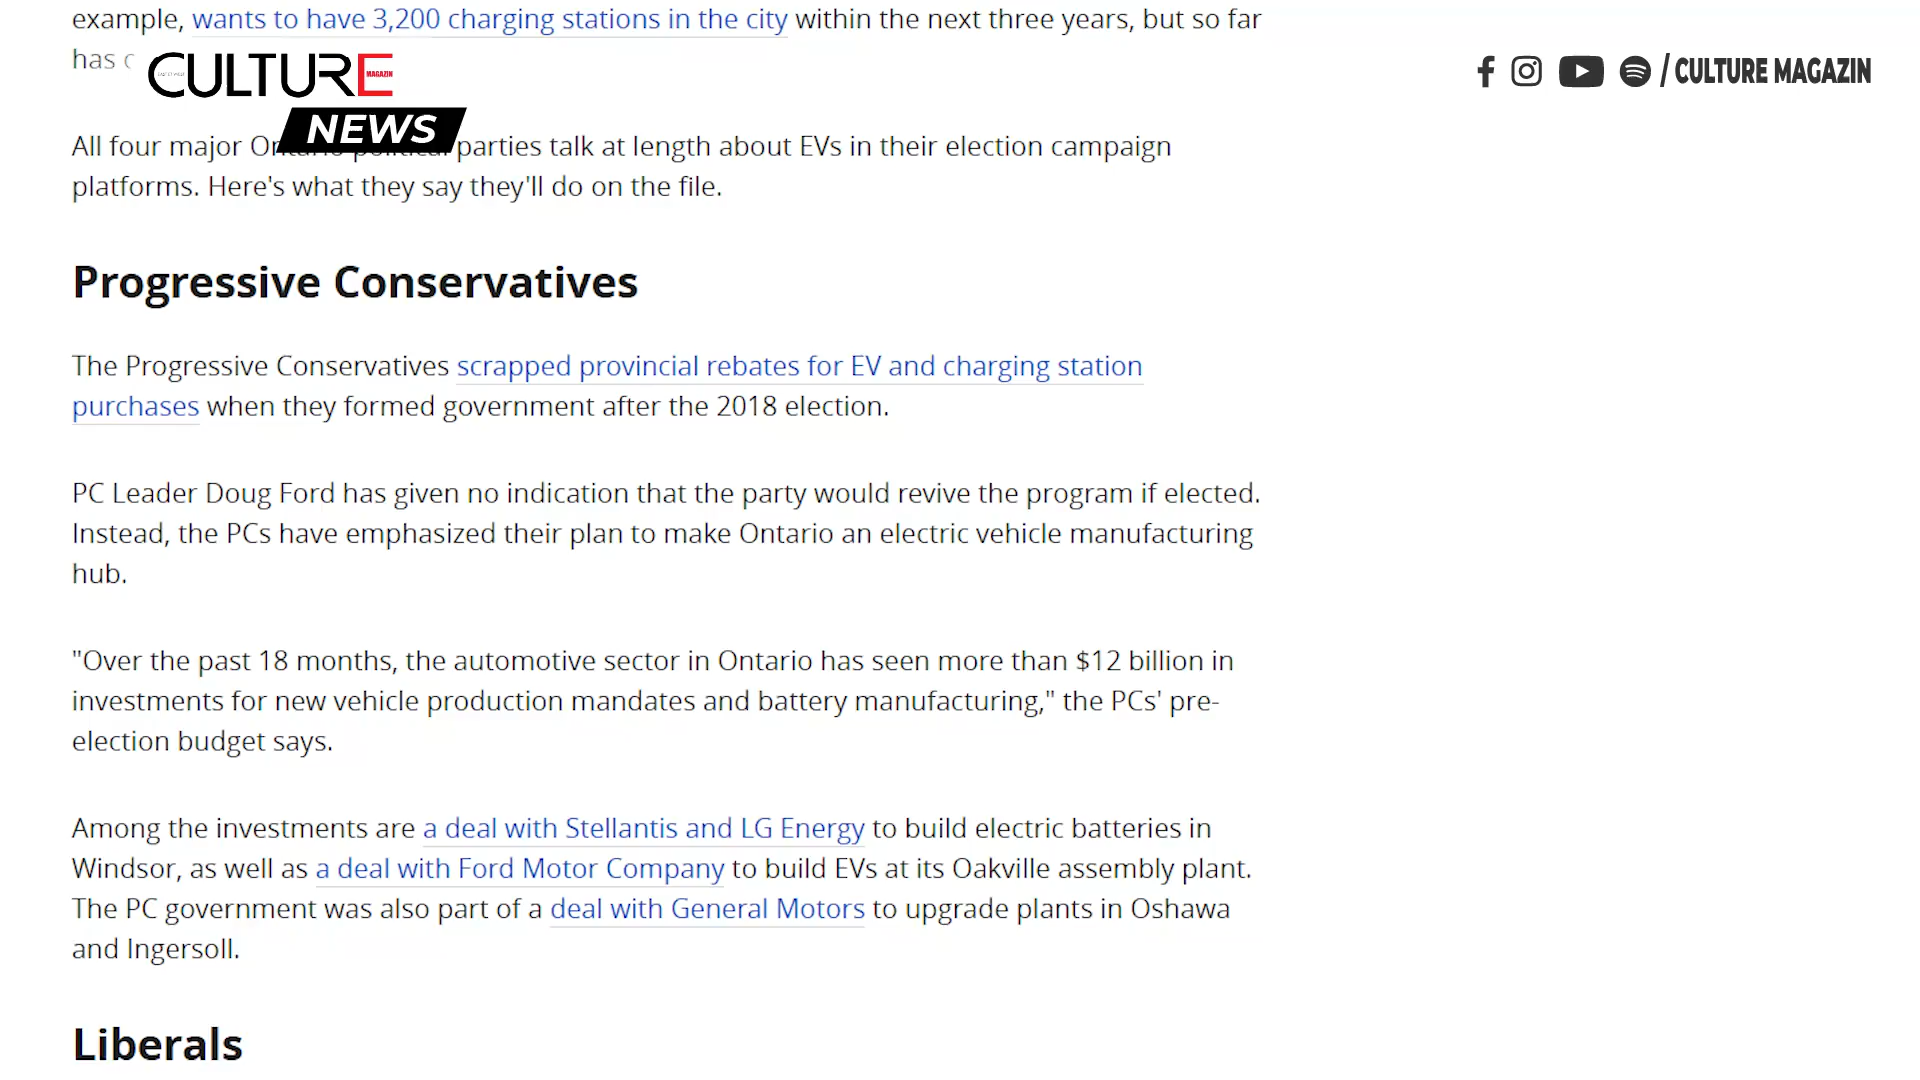 example, wants to have 3,200 charging stations in the city within the next three years, but so far
has
CULTURE
MAGAZIN
NEWS
/ CULTURE MAGAZIN
All four major Ontario political parties talk at length about EVs in their election campaign
platforms. Here's what they say they'll do on the file.
Progressive Conservatives
The Progressive Conservatives scrapped provincial rebates for EV and charging station
purchases when they formed government after the 2018 election.
PC Leader Doug Ford has given no indication that the party would revive the program if elected.
Instead, the PCs have emphasized their plan to make Ontario an electric vehicle manufacturing
hub.
"Over the past 18 months, the automotive sector in Ontario has seen more than $12 billion in
investments for new vehicle production mandates and battery manufacturing," the PCs' pre-
election budget says.
Among the investments are a deal with Stellantis and LG Energy to build electric batteries in
Windsor, as well as a deal with Ford Motor Company to build EVs at its Oakville assembly plant.
The PC government was also part of a deal with General Motors to upgrade plants in Oshawa
and Ingersoll.
Liberals